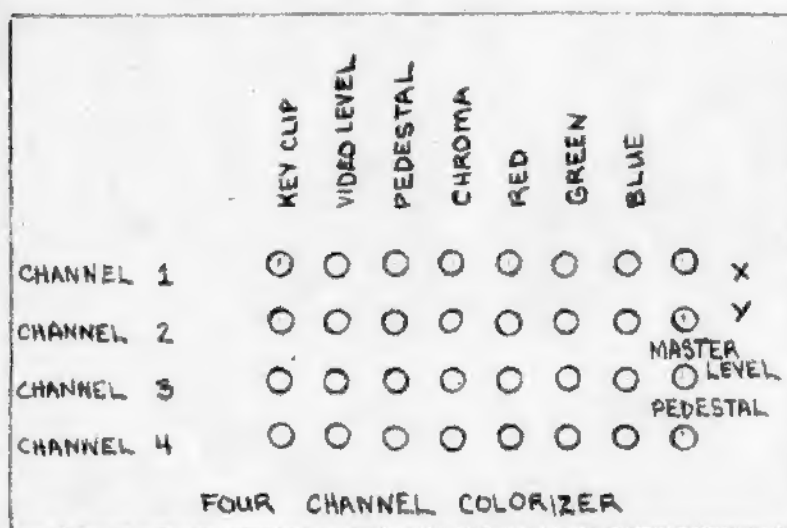 KEY CLIP
VIDEO LEVEL
PEDESTAL
CHROMA
RED
GREEN
BLUE
CHANNEL 1
X
CHANNEL 2
Y
MASTER
LEVEL
CHANNEL 3
PEDESTAL
CHANNEL 4
FOUR CHANNEL COLORIZER